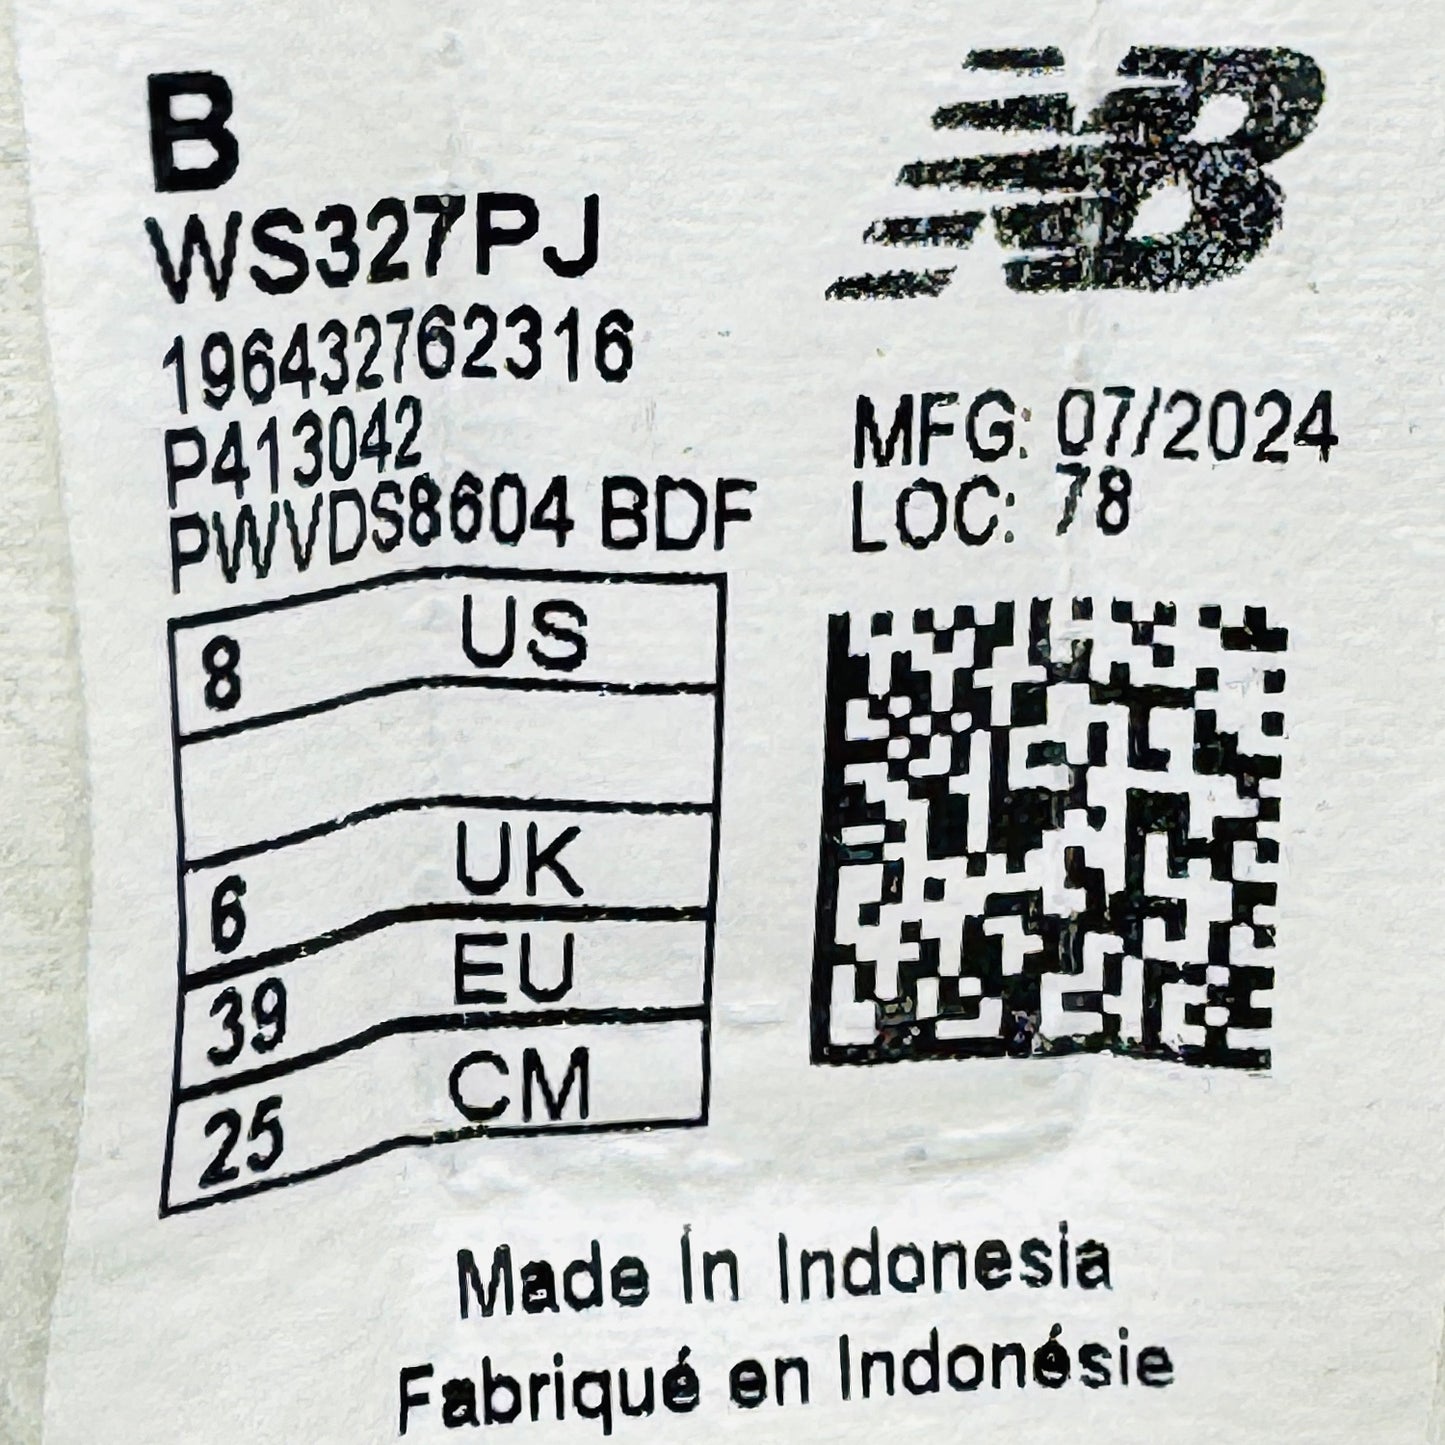 B
WS327PJ
196432762316
P413042
PWVDS8604 BDF
MFG: 07/2024
LOC: 78
8 US
6 UK
39 EU
25 CM
Made In Indonesia
Fabriqué en Indonésie